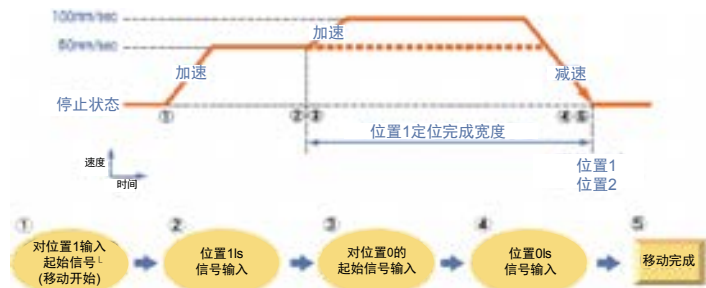 100mm/sec
加速
50mm/sec
加速
减速
停止状态
① ② ③ ④ ⑤
位置1定位完成宽度
位置1
位置2
速度
时间
① ② ③ ④ ⑤
对位置1输入
起始信号
(移动开始)
位置1ls
信号输入
对位置0的
起始信号输入
位置0ls
信号输入
移动完成